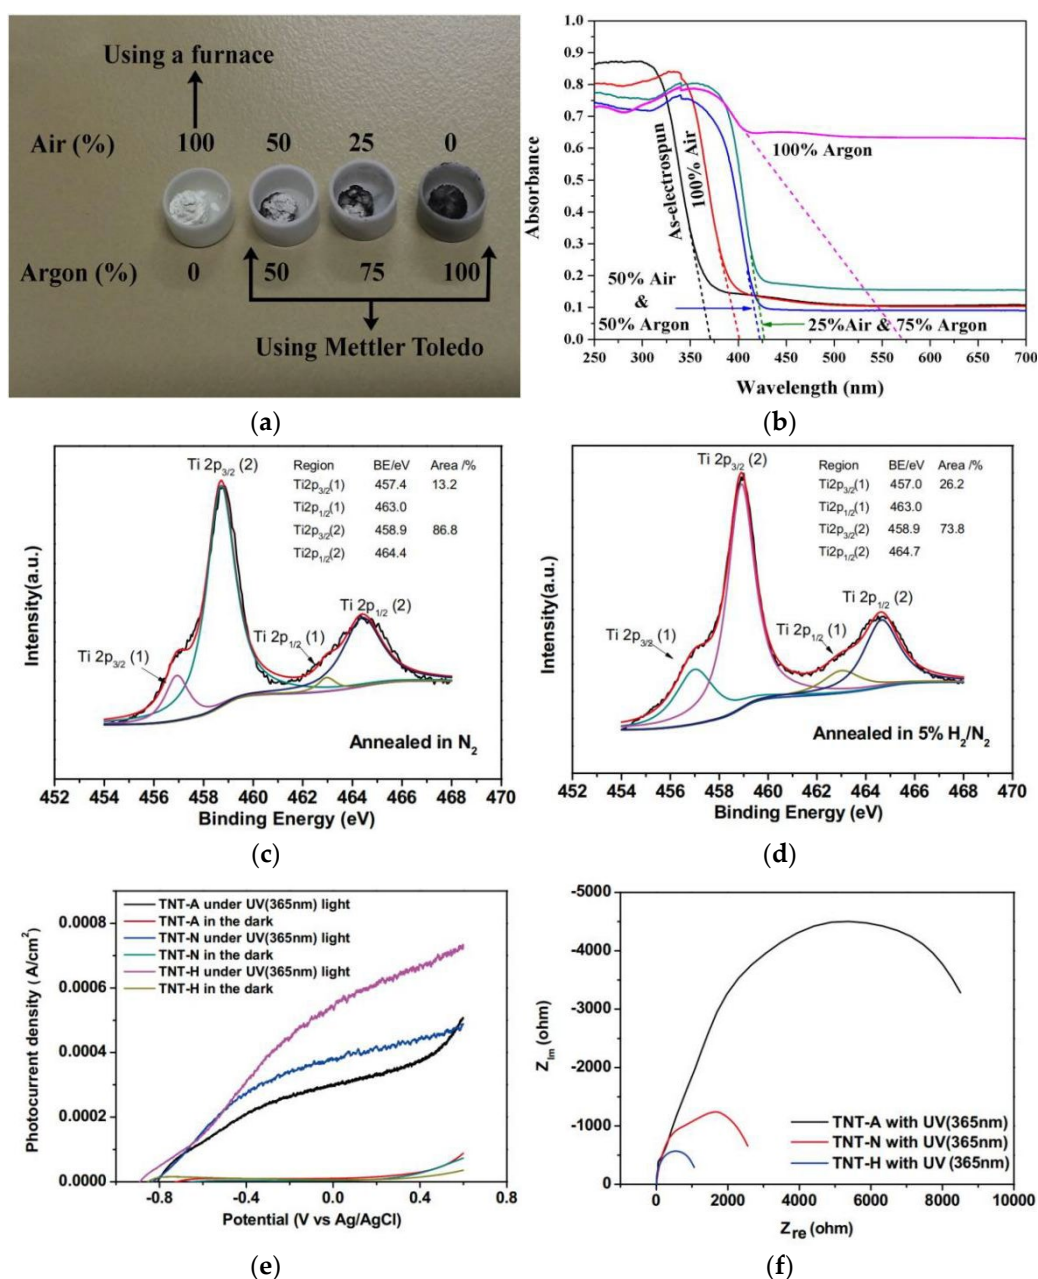 Using a furnace
Air (%) 100 50 25 0
Argon (%) 0 50 75 100
Using Mettler Toledo
(a)
Absorbance
0.9
0.8
0.7
0.6
0.5
0.4
0.3
0.2
0.1
0.0
As-electrospun
100% Air
100% Argon
50% Air
&
50% Argon
25%Air & 75% Argon
250 300 350 400 450 500 550 600 650 700
Wavelength (nm)
(b)
Intensity(a.u.)
Ti 2p3/2 (2)
Region BE/eV Area /%
Ti2p3/2(1) 457.4 13.2
Ti2p1/2(1) 463.0
Ti2p3/2(2) 458.9 86.8
Ti2p1/2(2) 464.4
Ti 2p1/2 (2)
Ti 2p1/2 (1)
Ti 2p3/2 (1)
Annealed in N2
452 454 456 458 460 462 464 466 468 470
Binding Energy (eV)
(c)
Intensity(a.u.)
Ti 2p3/2 (2)
Region BE/eV Area /%
Ti2p3/2(1) 457.0 26.2
Ti2p1/2(1) 463.0
Ti2p3/2(2) 458.9 73.8
Ti2p1/2(2) 464.7
Ti 2p1/2 (2)
Ti 2p1/2 (1)
Ti 2p3/2 (1)
Annealed in 5% H2/N2
452 454 456 458 460 462 464 466 468 470
Binding Energy (eV)
(d)
Photocurrent density (A/cm2)
0.0008
0.0006
0.0004
0.0002
0.0000
TNT-A under UV(365nm) light
TNT-A in the dark
TNT-N under UV(365nm) light
TNT-N in the dark
TNT-H under UV(365nm) light
TNT-H in the dark
-0.8 -0.4 0.0 0.4 0.8
Potential (V vs Ag/AgCl)
(e)
ZIm (ohm)
-5000
-4000
-3000
-2000
-1000
0
TNT-A with UV(365nm)
TNT-N with UV(365nm)
TNT-H with UV (365nm)
0 2000 4000 6000 8000 10000
Zre (ohm)
(f)